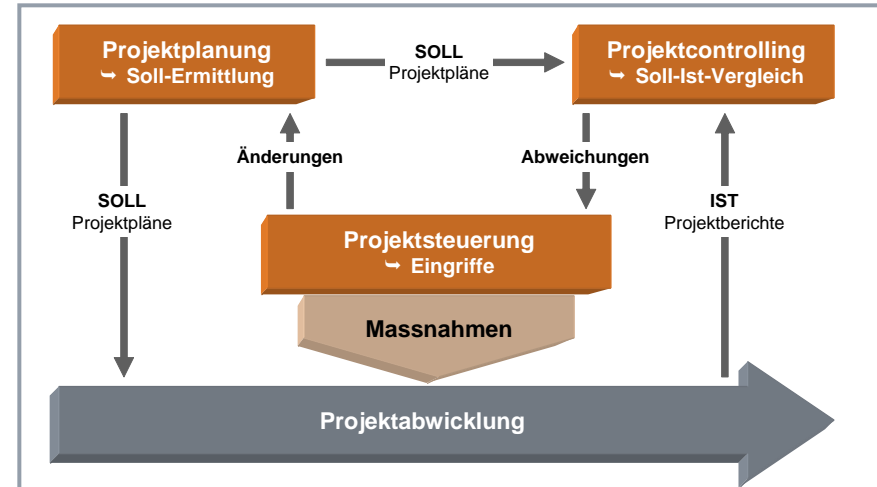 Projektplanung
➥ Soll-Ermittlung
SOLL
Projektpläne
Projektcontrolling
➥ Soll-Ist-Vergleich
Änderungen
Abweichungen
SOLL
Projektpläne
IST
Projektberichte
Projektsteuerung
➥ Eingriffe
Massnahmen
Projektabwicklung